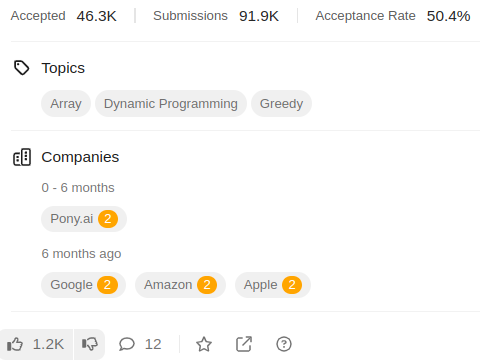 Accepted 46.3K Submissions 91.9K Acceptance Rate 50.4%
Topics
Array Dynamic Programming Greedy
Companies
0 - 6 months
Pony.ai 2
6 months ago
Google 2 Amazon 2 Apple 2
1.2K 12